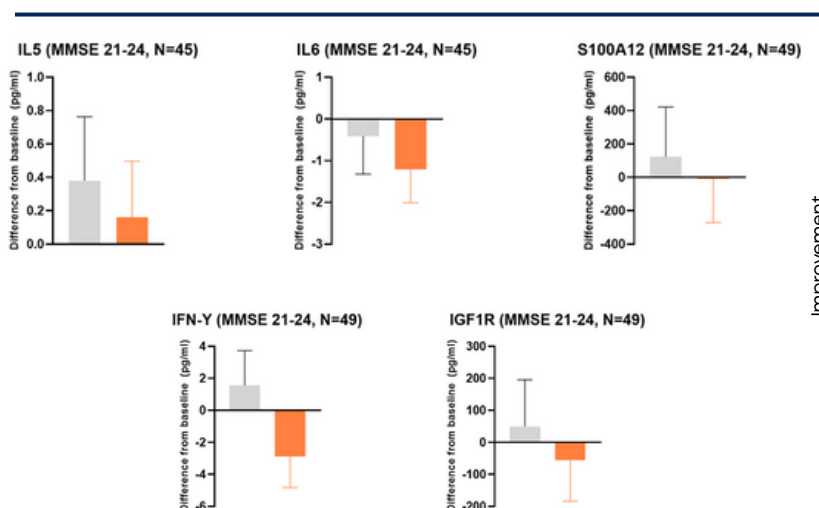 IL5 (MMSE 21-24, N=45)
Difference from baseline (pg/ml)
1.0
0.8
0.6
0.4
0.2
0.0
IL6 (MMSE 21-24, N=45)
Difference from baseline (pg/ml)
1
0
-1
-2
-3
S100A12 (MMSE 21-24, N=49)
Difference from baseline (pg/ml)
600
400
200
0
-200
-400
Improvement
IFN-Y (MMSE 21-24, N=49)
Difference from baseline (pg/ml)
4
2
0
-2
-4
-6
IGF1R (MMSE 21-24, N=49)
Difference from baseline (pg/ml)
300
200
100
0
-100
-200